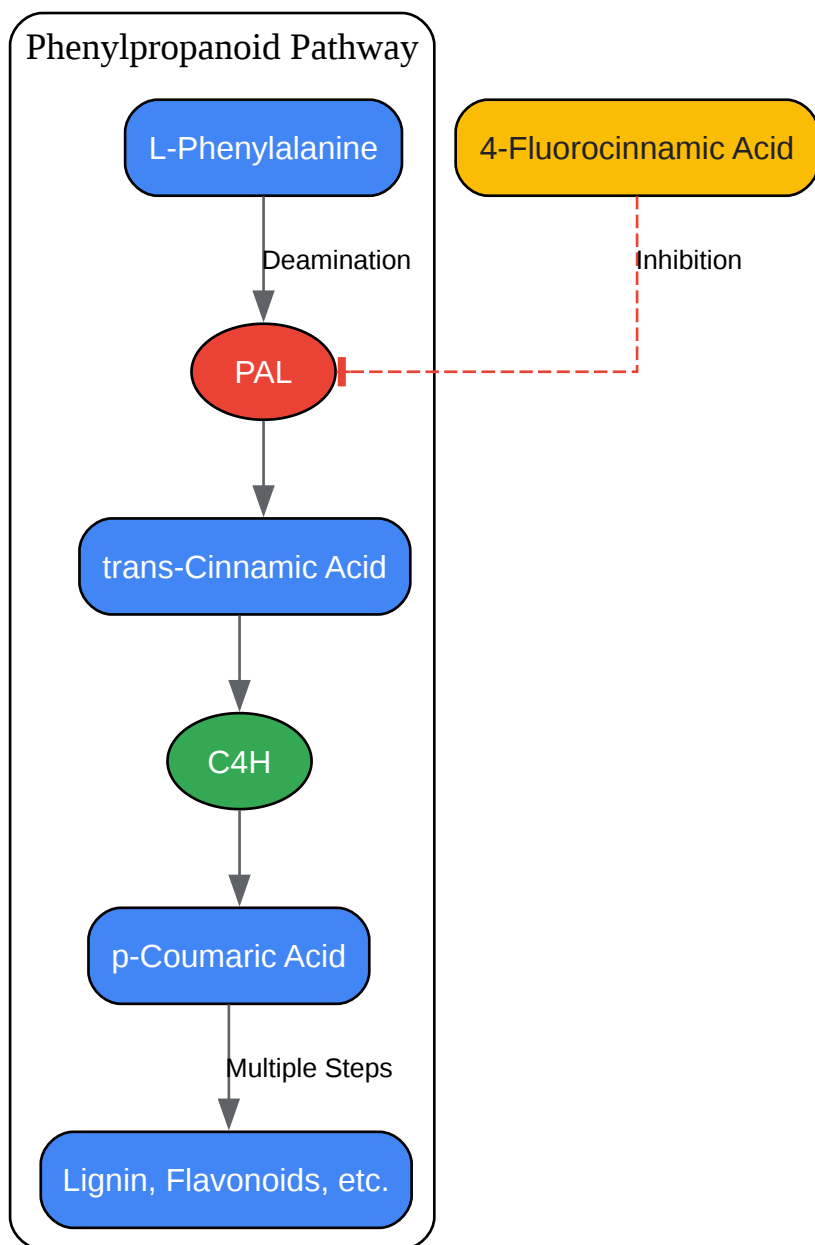 Phenylpropanoid Pathway
L-Phenylalanine
4-Fluorocinnamic Acid
Deamination
Inhibition
PAL
trans-Cinnamic Acid
C4H
p-Coumaric Acid
Multiple Steps
Lignin, Flavonoids, etc.